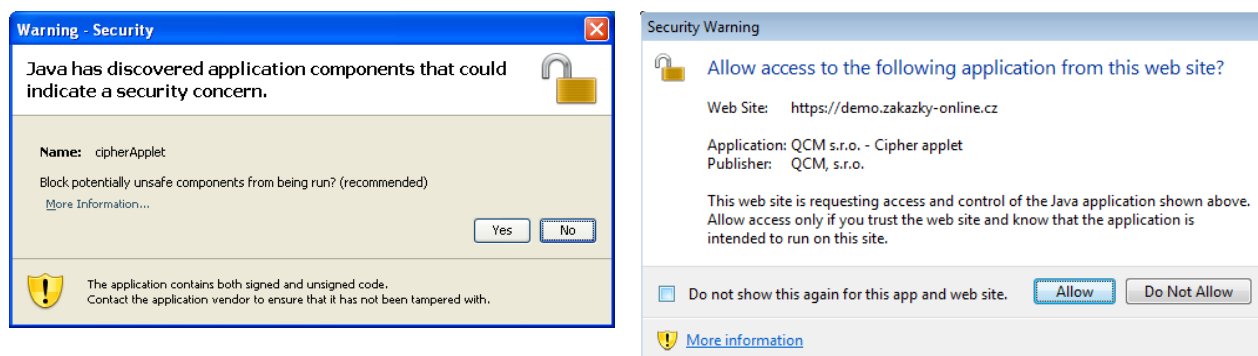 Warning - Security
Java has discovered application components that could
indicate a security concern.
Name: cipherApplet
Block potentially unsafe components from being run? (recommended)
More Information...
Yes
No
The application contains both signed and unsigned code.
Contact the application vendor to ensure that it has not been tampered with.
Security Warning
Allow access to the following application from this web site?
Web Site: https://demo.zakazky-online.cz
Application: QCM s.r.o. - Cipher applet
Publisher: QCM, s.r.o.
This web site is requesting access and control of the Java application shown above.
Allow access only if you trust the web site and know that the application is
intended to run on this site.
Do not show this again for this app and web site.
Allow
Do Not Allow
More information